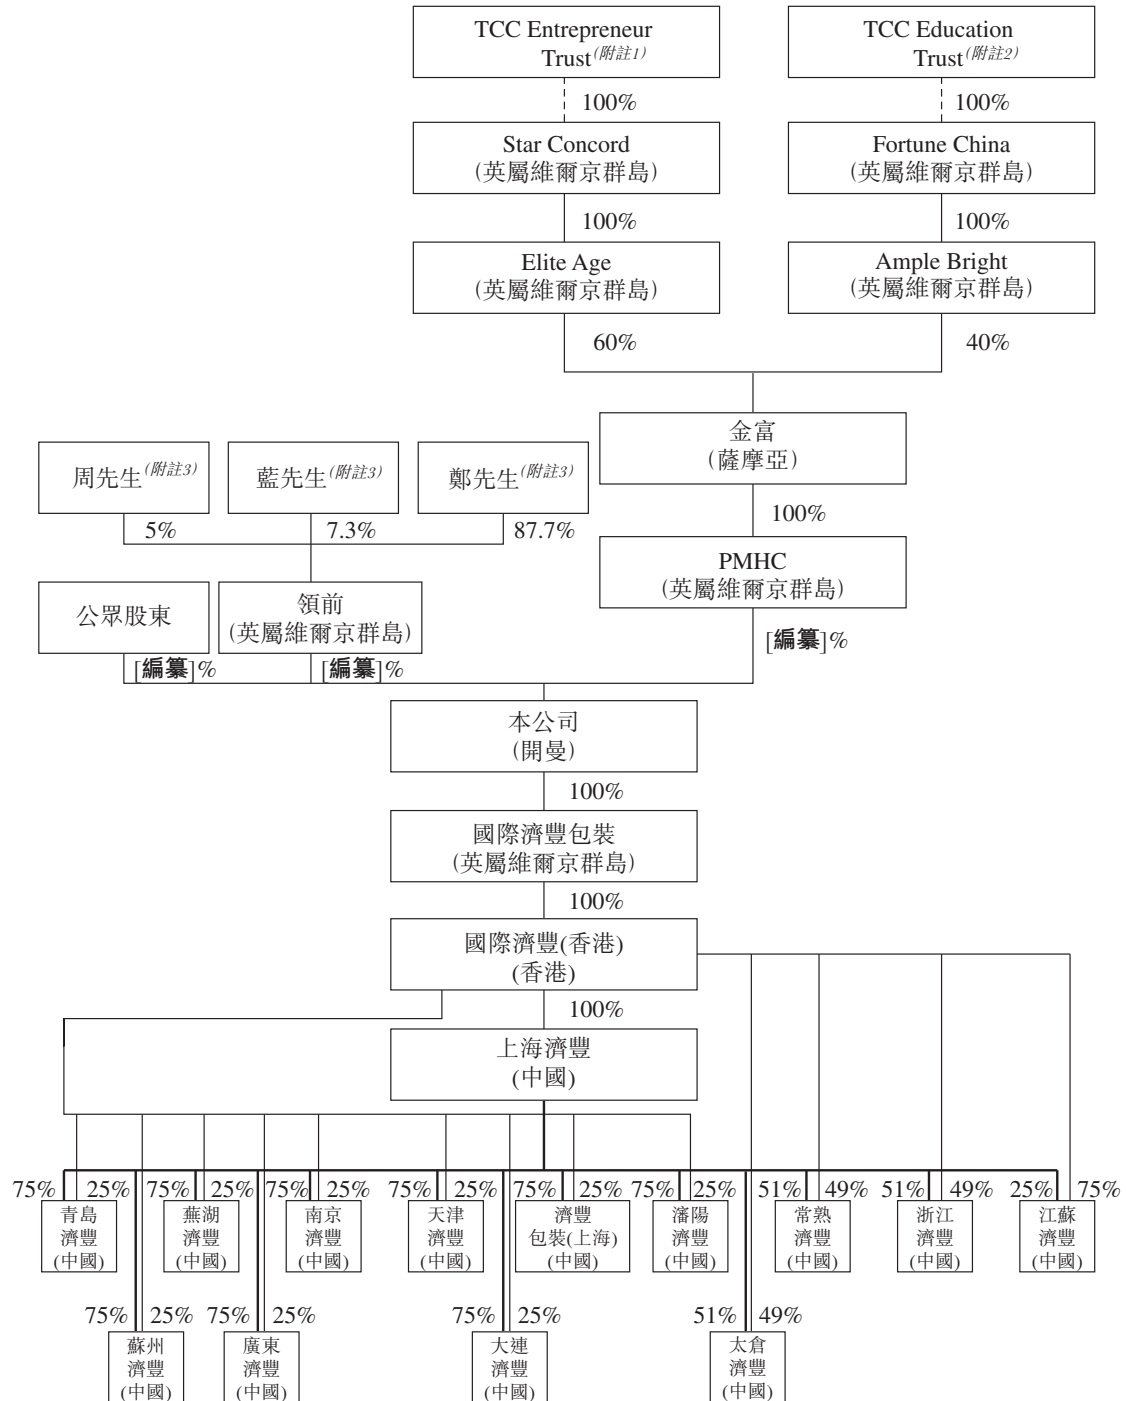 TCC Entrepreneur
Trust(附註1)
TCC Education
Trust(附註2)
100%
100%
Star Concord
(英屬維爾京群島)
Fortune China
(英屬維爾京群島)
100%
100%
Elite Age
(英屬維爾京群島)
Ample Bright
(英屬維爾京群島)
60%
40%
金富
(薩摩亞)
周先生(附註3)
藍先生(附註3)
鄭先生(附註3)
100%
5%
7.3%
87.7%
PMHC
(英屬維爾京群島)
公眾股東
領前
(英屬維爾京群島)
[編纂]%
[編纂]%
[編纂]%
本公司
(開曼)
100%
國際濟豐包裝
(英屬維爾京群島)
100%
國際濟豐(香港)
(香港)
100%
上海濟豐
(中國)
75% 25% 75% 25% 75% 25% 75% 25% 75% 25% 75% 25% 51% 49% 51% 49% 25% 75%
青島
濟豐
(中國)
蕪湖
濟豐
(中國)
南京
濟豐
(中國)
天津
濟豐
(中國)
濟豐
包裝(上海)
(中國)
瀋陽
濟豐
(中國)
常熟
濟豐
(中國)
浙江
濟豐
(中國)
江蘇
濟豐
(中國)
75% 25% 75% 25% 75% 25% 51% 49%
蘇州
濟豐
(中國)
廣東
濟豐
(中國)
大連
濟豐
(中國)
太倉
濟豐
(中國)